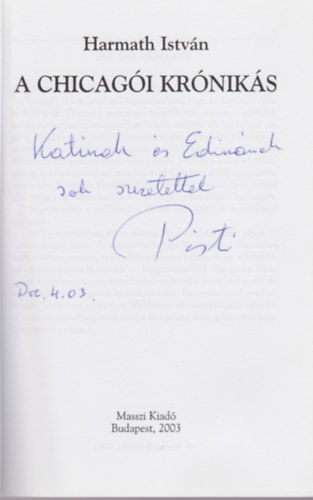 Harmath István
A CHICAGÓI KRÓNIKÁS
Katinak és Edinának
sok szeretettel
Pisti
Dec. 4. 03.
Masszi Kiadó
Budapest, 2003